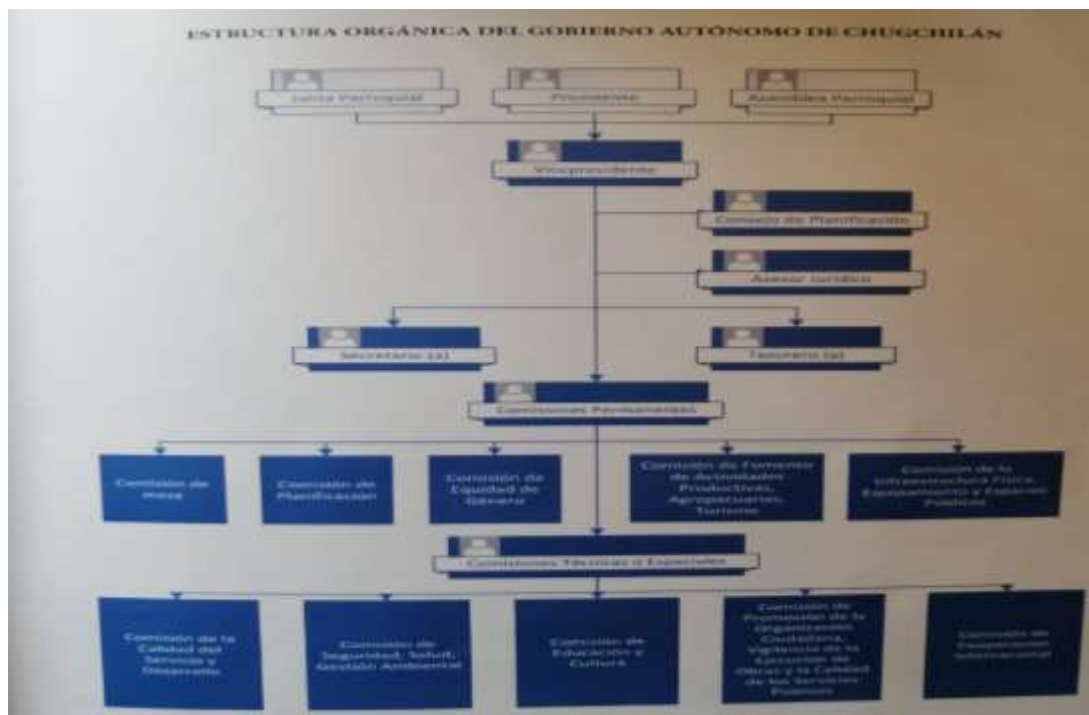 ESTRUCTURA ORGÁNICA DEL GOBIERNO AUTÓNOMO DE CHUGCHILÁN
Junta Parroquial
Presidente
Asamblea Parroquial
Vicepresidente
Consejo de Planificación
Asesor Jurídico
Secretario (a)
Tesorero (a)
Comisiones Permanentes
Comisión de
mesa
Comisión de
Planificación
Comisión de
Equidad de
Género
Comisión de Fomento
de Actividades
Productivas,
Agropecuarias,
Turismo
Comisión de la
Infraestructura Física,
Equipamiento y Espacios
Públicos
Comisiones Técnicas o Especiales
Comisión de la
Calidad del
Servicio y
Desarrollo
Comisión de
Seguridad, Salud,
Gestión Ambiental
Comisión de
Educación y
Cultura
Comisión de
Promoción de la
Organización
Ciudadana,
Vigilancia de la
Ejecución de
Obras y la Calidad
de los Servicios
Públicos
Comisión de
Cooperación
Internacional